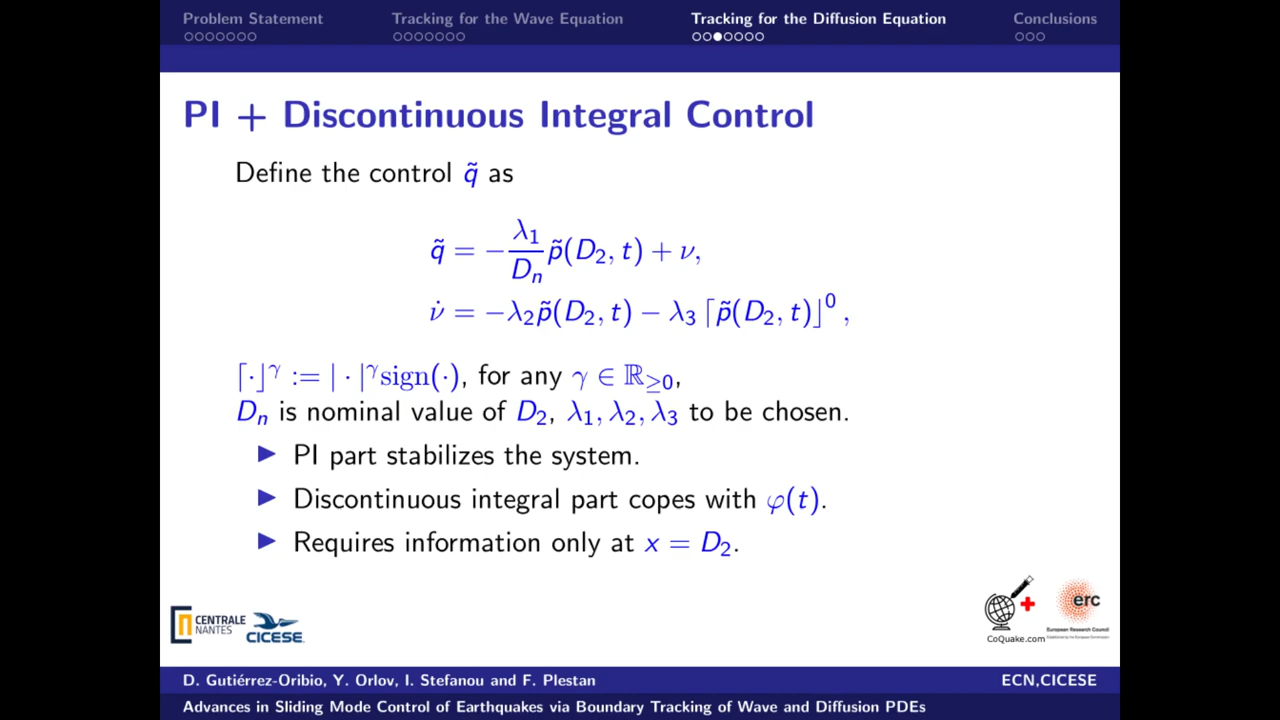 Problem Statement Tracking for the Wave Equation Tracking for the Diffusion Equation Conclusions
PI + Discontinuous Integral Control
Define the control q̃ as
q̃ = −λ₁/Dₙ p̃(D₂, t) + ν,
ν̇ = −λ₂p̃(D₂, t) − λ₃ ⌈p̃(D₂, t)⌋⁰ ,
⌈·⌋^γ := | · |^γ sign(·), for any γ ∈ ℝ≥0,
Dₙ is nominal value of D₂, λ₁, λ₂, λ₃ to be chosen.
▶ PI part stabilizes the system.
▶ Discontinuous integral part copes with φ(t).
▶ Requires information only at x = D₂.
CENTRALE
NANTES
CICESE
CoQuake.com
erc
European Research Council
D. Gutiérrez-Oribio, Y. Orlov, I. Stefanou and F. Plestan ECN,CICESE
Advances in Sliding Mode Control of Earthquakes via Boundary Tracking of Wave and Diffusion PDEs